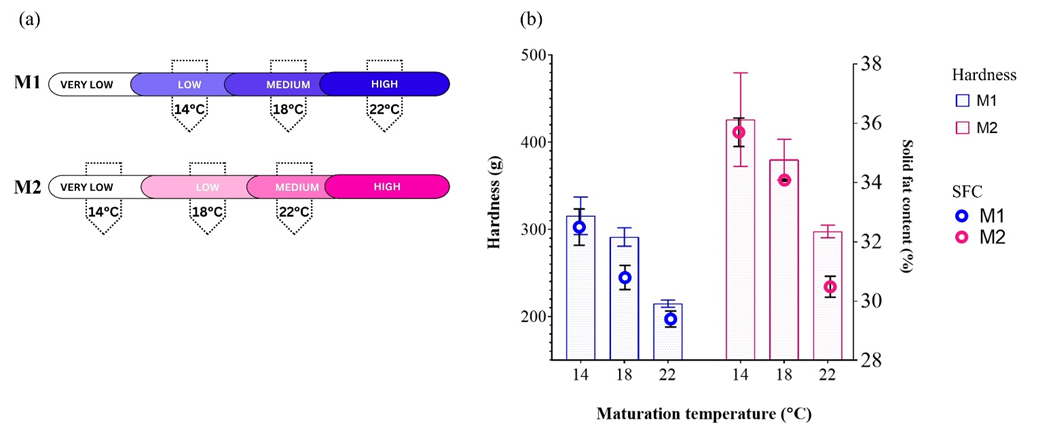 (a)
M1
VERY LOW LOW MEDIUM HIGH
14°C 18°C 22°C
M2
VERY LOW LOW MEDIUM HIGH
14°C 18°C 22°C
(b)
Hardness (g)
500
400
300
200
38
36
34
32
30
28
Solid fat content (%)
14 18 22 14 18 22
Maturation temperature (°C)
Hardness
M1
M2
SFC
M1
M2